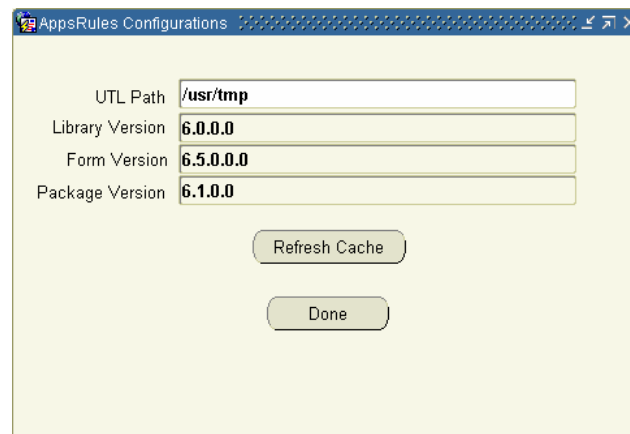 AppsRules Configurations
UTL Path /usr/tmp
Library Version 6.0.0.0
Form Version 6.5.0.0.0
Package Version 6.1.0.0
Refresh Cache
Done